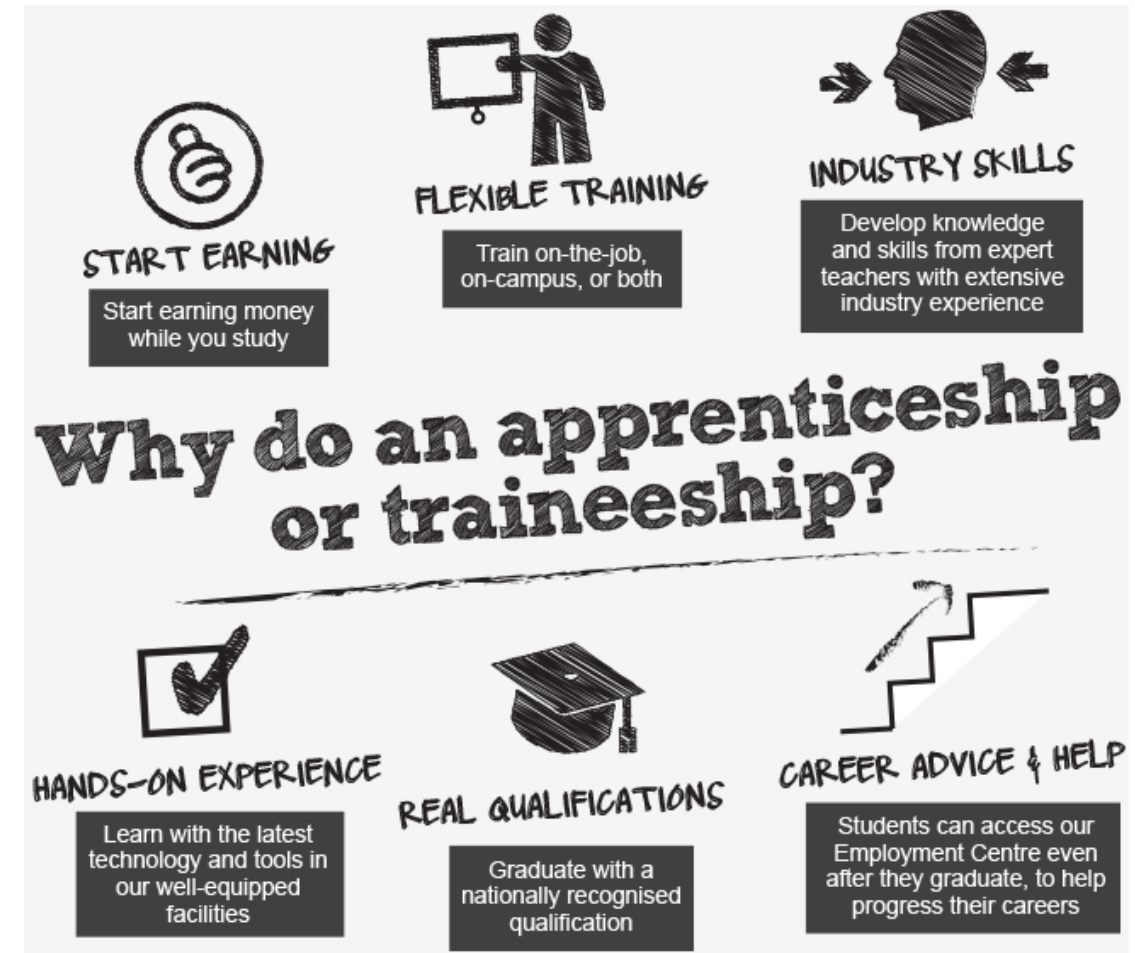 START EARNING
Start earning money
while you study
FLEXIBLE TRAINING
Train on-the-job,
on-campus, or both
INDUSTRY SKILLS
Develop knowledge
and skills from expert
teachers with extensive
industry experience
Why do an apprenticeship
or traineeship?
HANDS-ON EXPERIENCE
Learn with the latest
technology and tools in
our well-equipped
facilities
REAL QUALIFICATIONS
Graduate with a
nationally recognised
qualification
CAREER ADVICE & HELP
Students can access our
Employment Centre even
after they graduate, to help
progress their careers